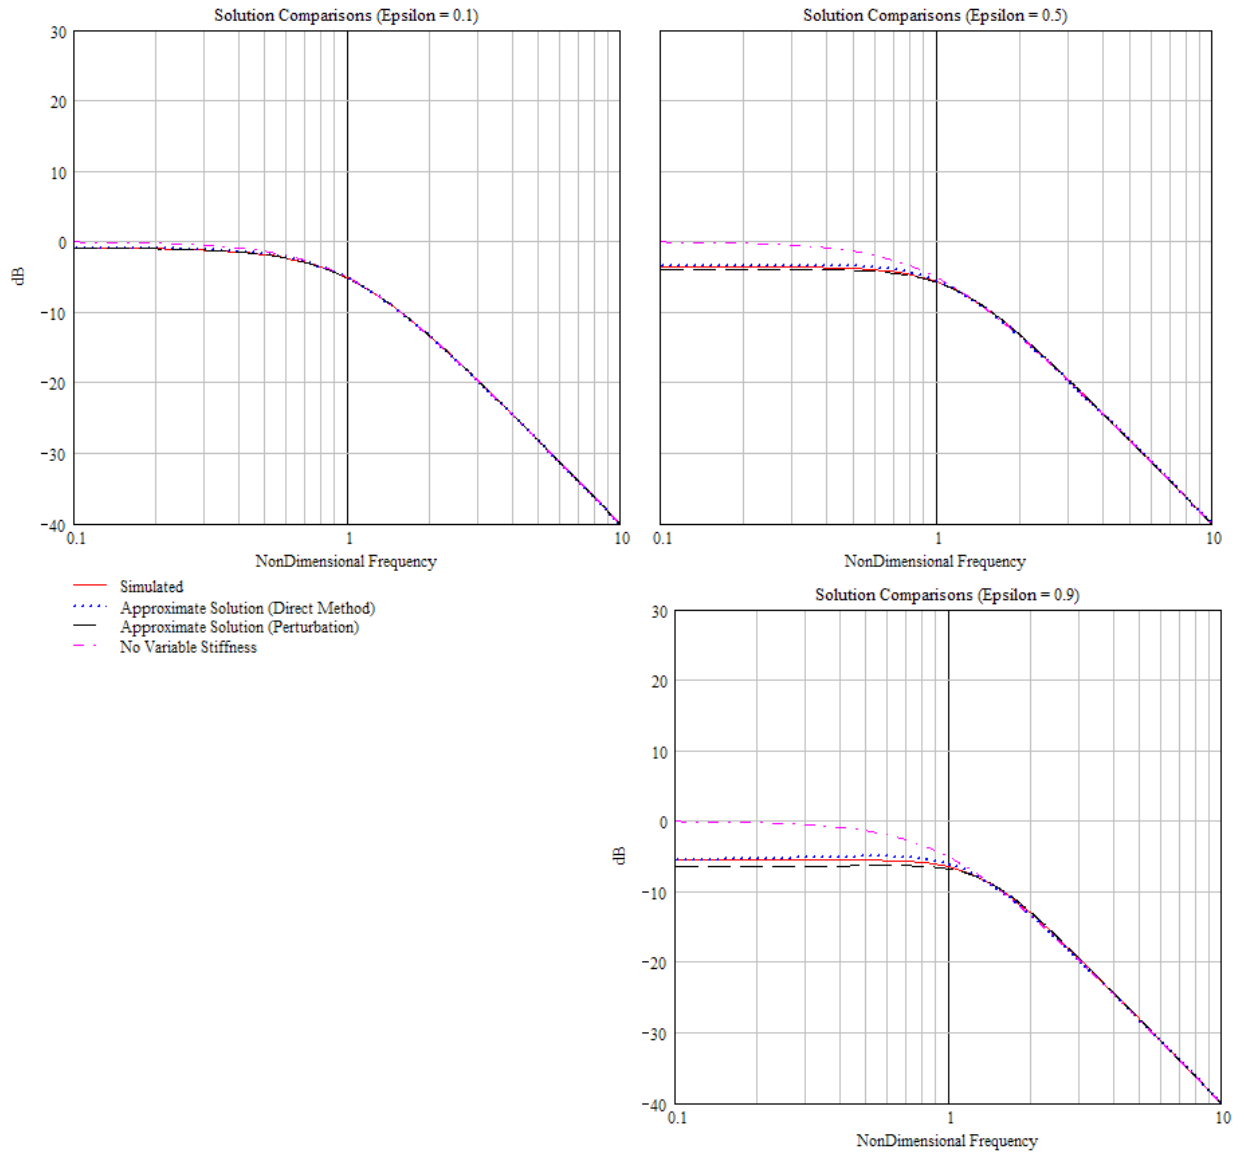 Solution Comparisons (Epsilon = 0.1)
30
20
10
0
−10
−20
−30
−40
dB
0.1
1
10
NonDimensional Frequency
Simulated
Approximate Solution (Direct Method)
Approximate Solution (Perturbation)
No Variable Stiffness
Solution Comparisons (Epsilon = 0.5)
0.1
1
10
NonDimensional Frequency
Solution Comparisons (Epsilon = 0.9)
30
20
10
0
−10
−20
−30
−40
dB
0.1
1
10
NonDimensional Frequency